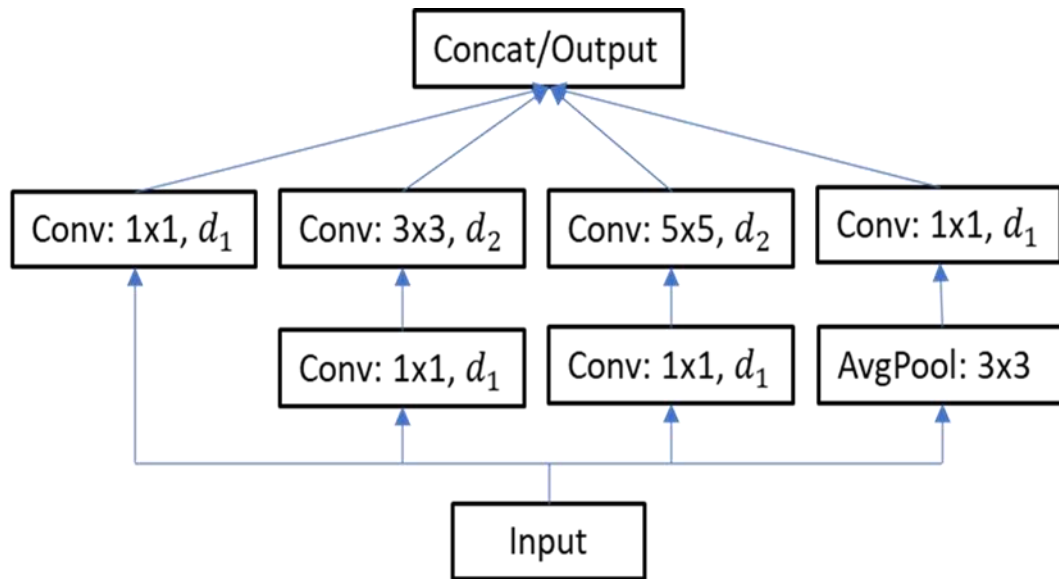 Concat/Output
Conv: 1x1, d₁
Conv: 3x3, d₂
Conv: 5x5, d₂
Conv: 1x1, d₁
Conv: 1x1, d₁
Conv: 1x1, d₁
AvgPool: 3x3
Input